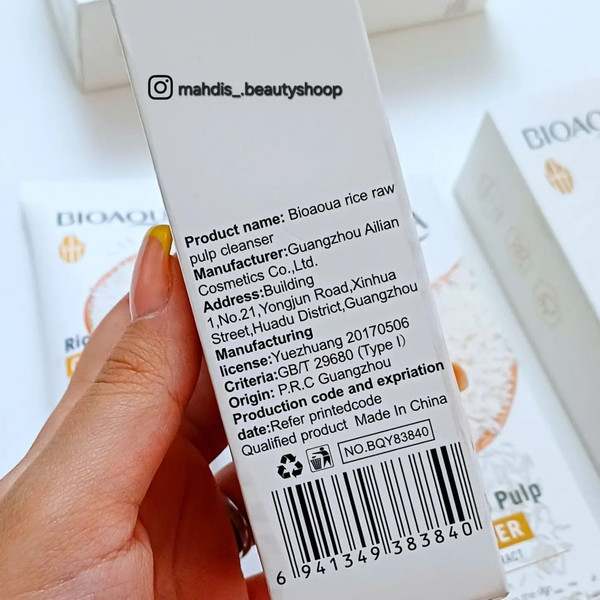 mahdis_.beautyshoop
BIOAQUA
BIOAQU
Product name: Bioaoua rice raw
pulp cleanser
Manufacturer:Guangzhou Ailian
Cosmetics Co.,Ltd.
Address:Building
1,No.21,Yongjun Road,Xinhua
Street,Huadu District,Guangzhou
Manufacturing
license:Yuezhuang 20170506
Criteria:GB/T 29680 (Type I)
Origin: P.R.C Guangzhou
Production code and expriation
date:Refer printedcode
Qualified product Made In China
NO.BQY83840
6 941349 383840
Ric
Pulp
ER
RACT